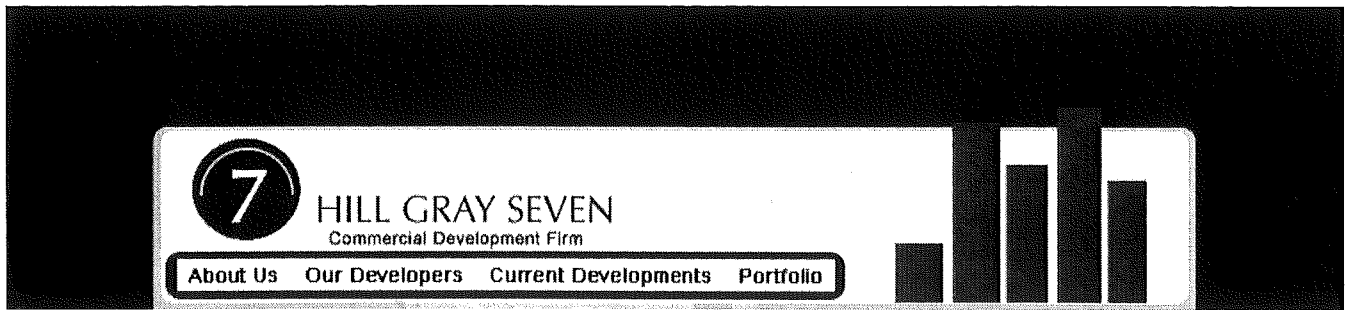 7
HILL GRAY SEVEN
Commercial Development Firm
About Us Our Developers Current Developments Portfolio